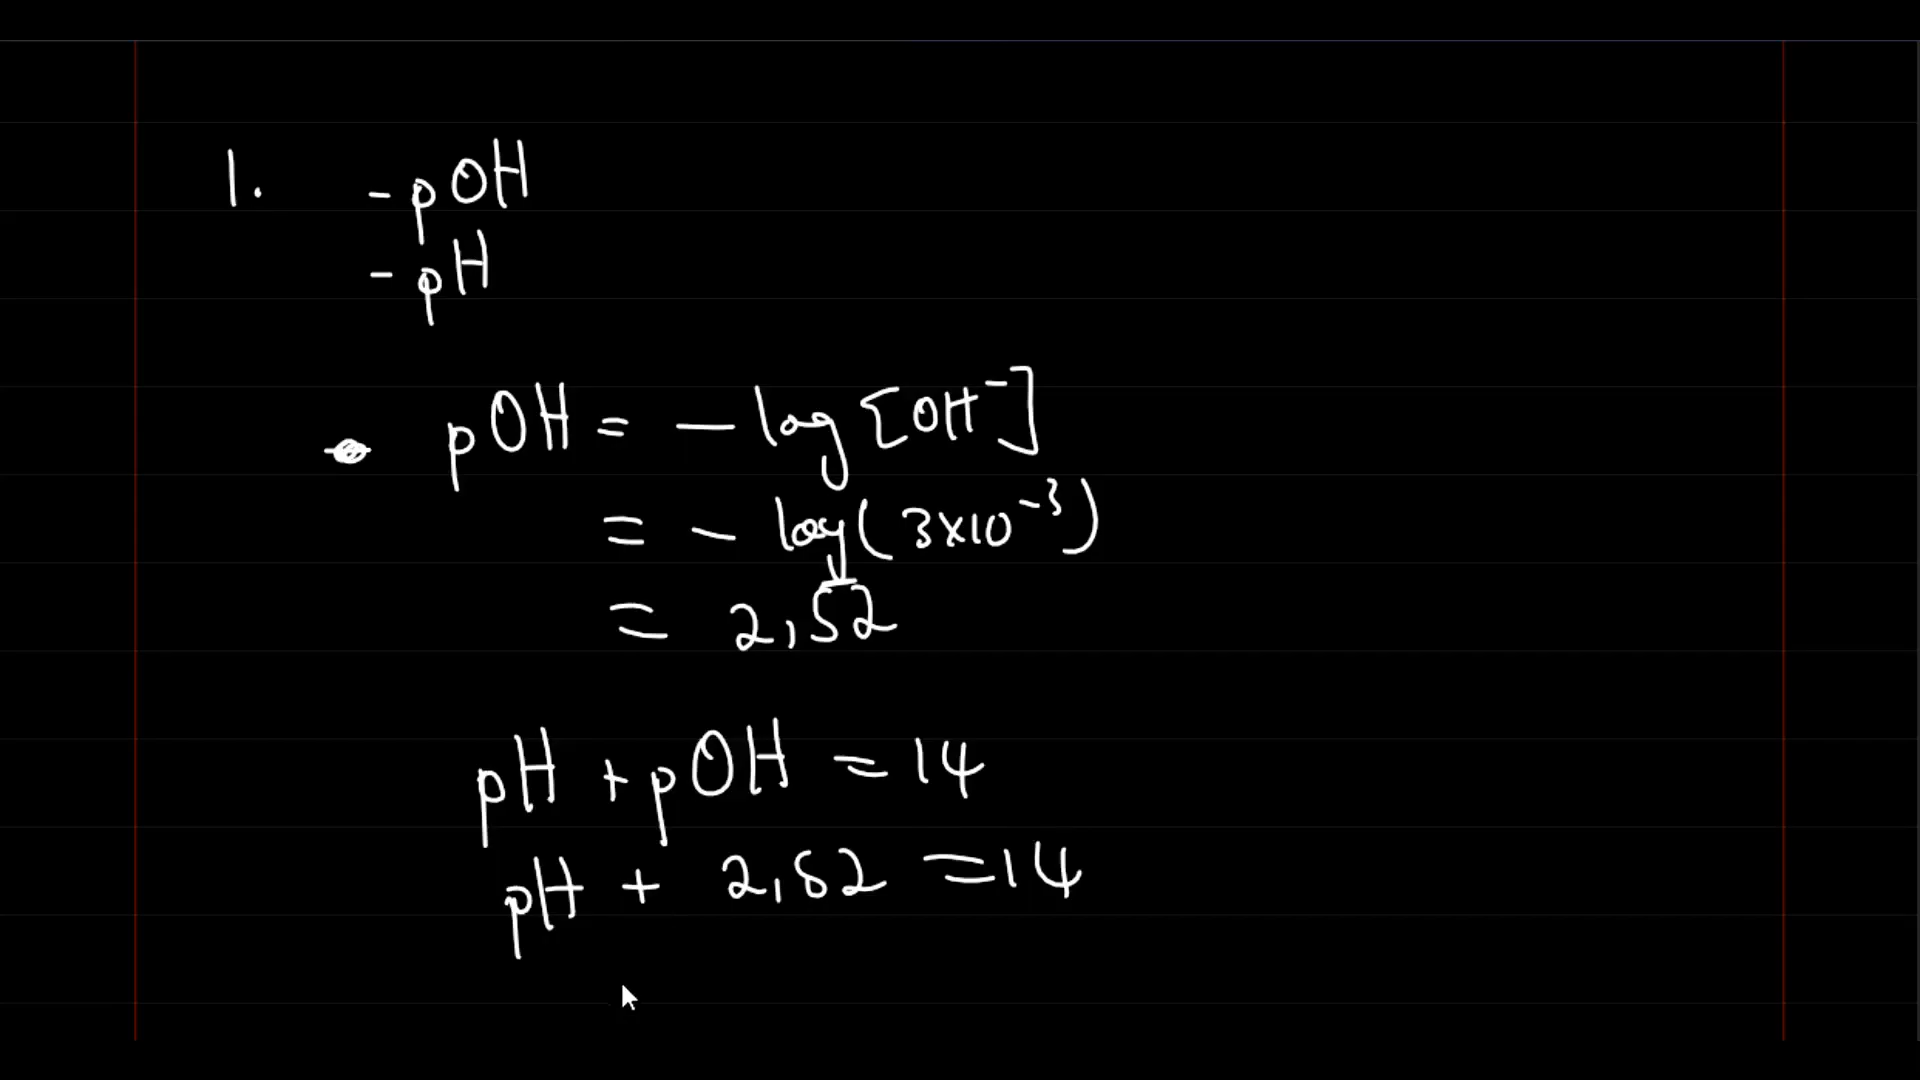 1. - pOH
- pH
pOH = - log [OH⁻]
= - log (3x10⁻³)
= 2,52
pH + pOH = 14
pH + 2,52 = 14